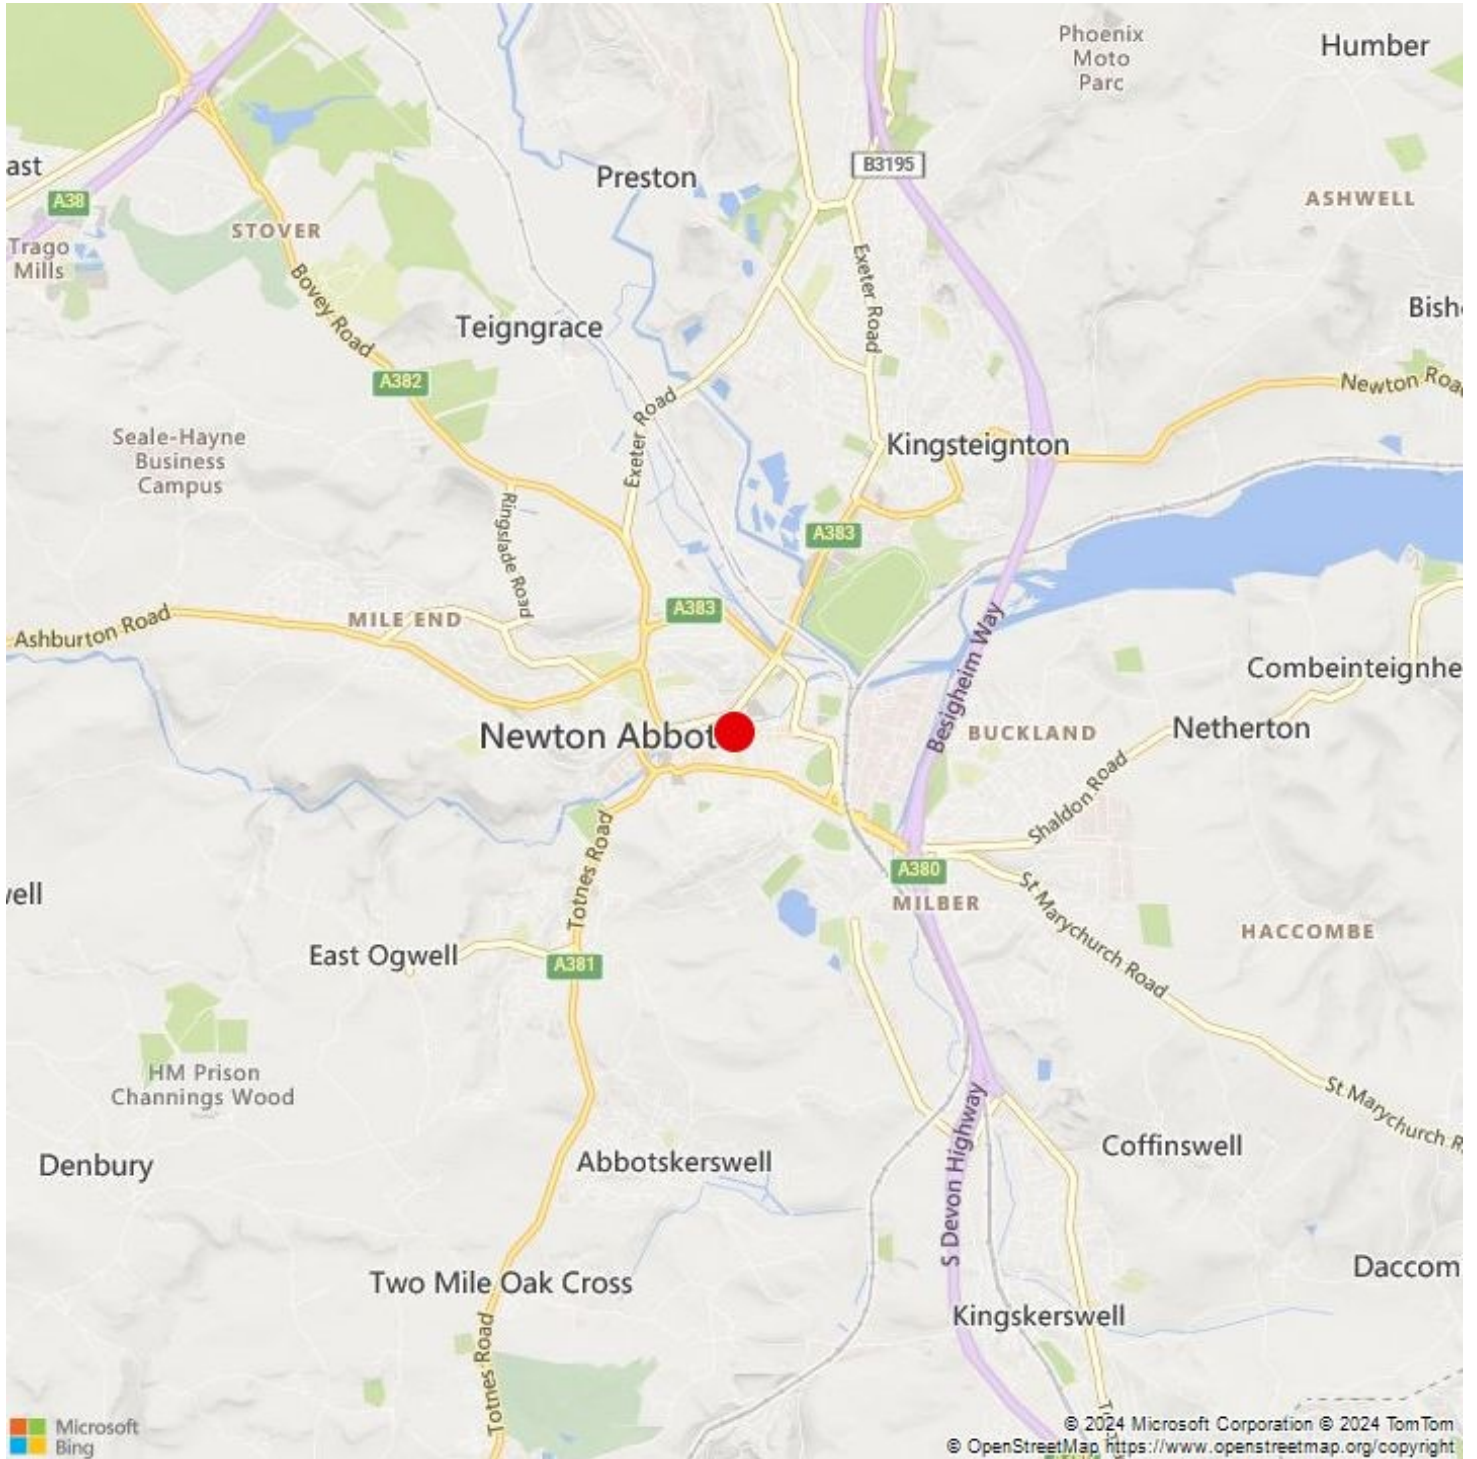 Phoenix
Moto
Parc
Humber
ast
B3195
Preston
A38
ASHWELL
STOVER
Trago
Mills
Bovey Road
Exeter Road
Teigngrace
Bish
A382
Newton Road
Exeter Road
Seale-Hayne
Business
Campus
Kingsteignton
Ringslade Road
A383
A383
MILE END
Ashburton Road
Besigheim Way
Combeinteignhe
Newton Abbot
BUCKLAND
Netherton
Shaldon Road
Totnes Road
A380
well
MILBER
St Marychurch Road
HACCOMBE
East Ogwell
A381
HM Prison
Channings Wood
St Marychurch R
S Devon Highway
Denbury
Abbotskerswell
Coffinswell
Two Mile Oak Cross
Daccom
Kingskerswell
Totnes Road
Microsoft
Bing
© 2024 Microsoft Corporation © 2024 TomTom
© OpenStreetMap https://www.openstreetmap.org/copyright